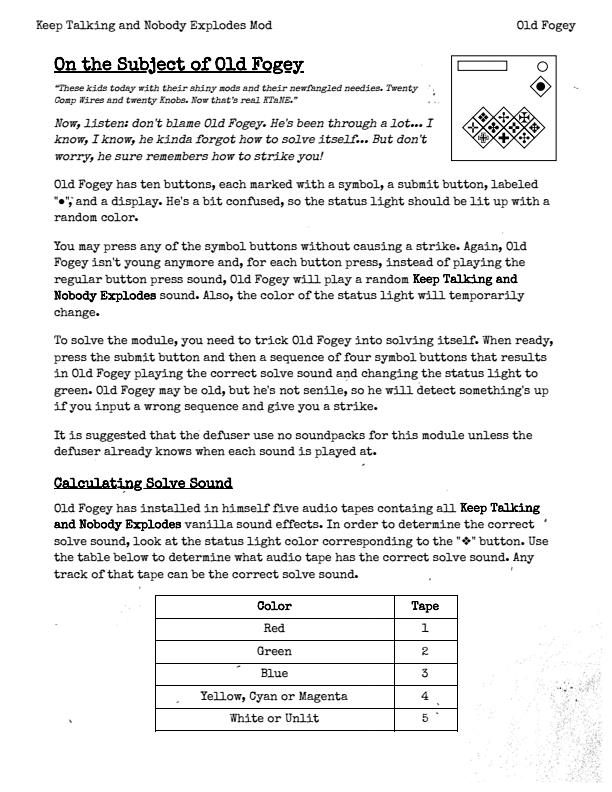 Keep Talking and Nobody Explodes Mod
Old Fogey
On the Subject of Old Fogey
"These kids today with their shiny mods and their newfangled needies. Twenty
Comp Wires and twenty Knobs. Now that's real KTaNE."
Now, listen: don't blame Old Fogey. He's been through a lot... I
know, I know, he kinda forgot how to solve itself... But don't
worry, he sure remembers how to strike you!
Old Fogey has ten buttons, each marked with a symbol, a submit button, labeled
"●", and a display. He's a bit confused, so the status light should be lit up with a
random color.
You may press any of the symbol buttons without causing a strike. Again, Old
Fogey isn't young anymore and, for each button press, instead of playing the
regular button press sound, Old Fogey will play a random Keep Talking and
Nobody Explodes sound. Also, the color of the status light will temporarily
change.
To solve the module, you need to trick Old Fogey into solving itself. When ready,
press the submit button and then a sequence of four symbol buttons that results
in Old Fogey playing the correct solve sound and changing the status light to
green. Old Fogey may be old, but he's not senile, so he will detect something's up
if you input a wrong sequence and give you a strike.
It is suggested that the defuser use no soundpacks for this module unless the
defuser already knows when each sound is played at.
Calculating Solve Sound
Old Fogey has installed in himself five audio tapes containg all Keep Talking
and Nobody Explodes vanilla sound effects. In order to determine the correct
solve sound, look at the status light color corresponding to the "❖" button. Use
the table below to determine what audio tape has the correct solve sound. Any
track of that tape can be the correct solve sound.
Color Tape
Red 1
Green 2
Blue 3
Yellow, Cyan or Magenta 4
White or Unlit 5